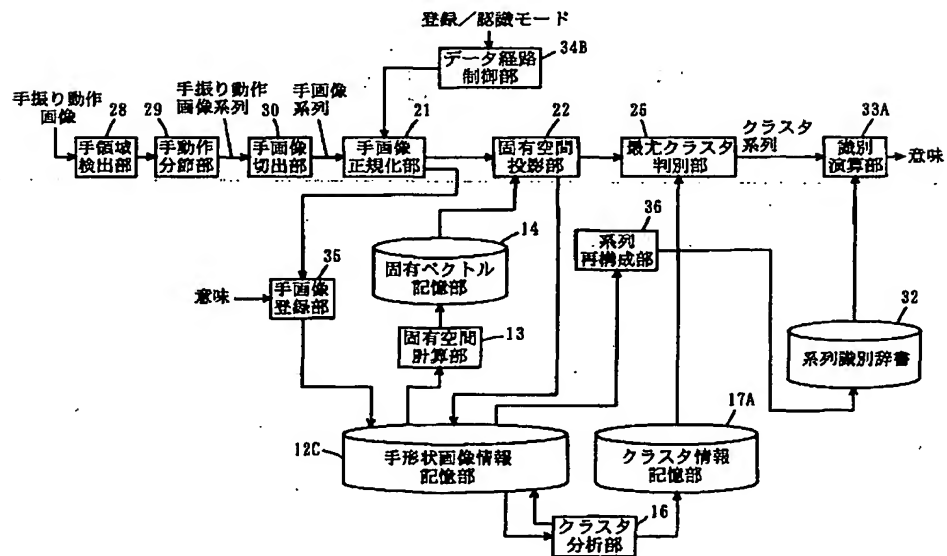 登録／認識モード
データ経路
制御部
34B
手振り動作
画像
28
手領域
検出部
29
手動作
分節部
手振り動作
画像系列
30
手画像
切出部
手画像
系列
21
手画像
正規化部
22
固有空間
投影部
25
最尤クラスタ
判別部
クラスタ
系列
33A
識別
演算部
意味
意味
35
手画像
登録部
14
固有ベクトル
記憶部
36
系列
再構成部
13
固有空間
計算部
32
系列識別辞書
12C
手形状画像情報
記憶部
17A
クラスタ情報
記憶部
16
クラスタ
分析部